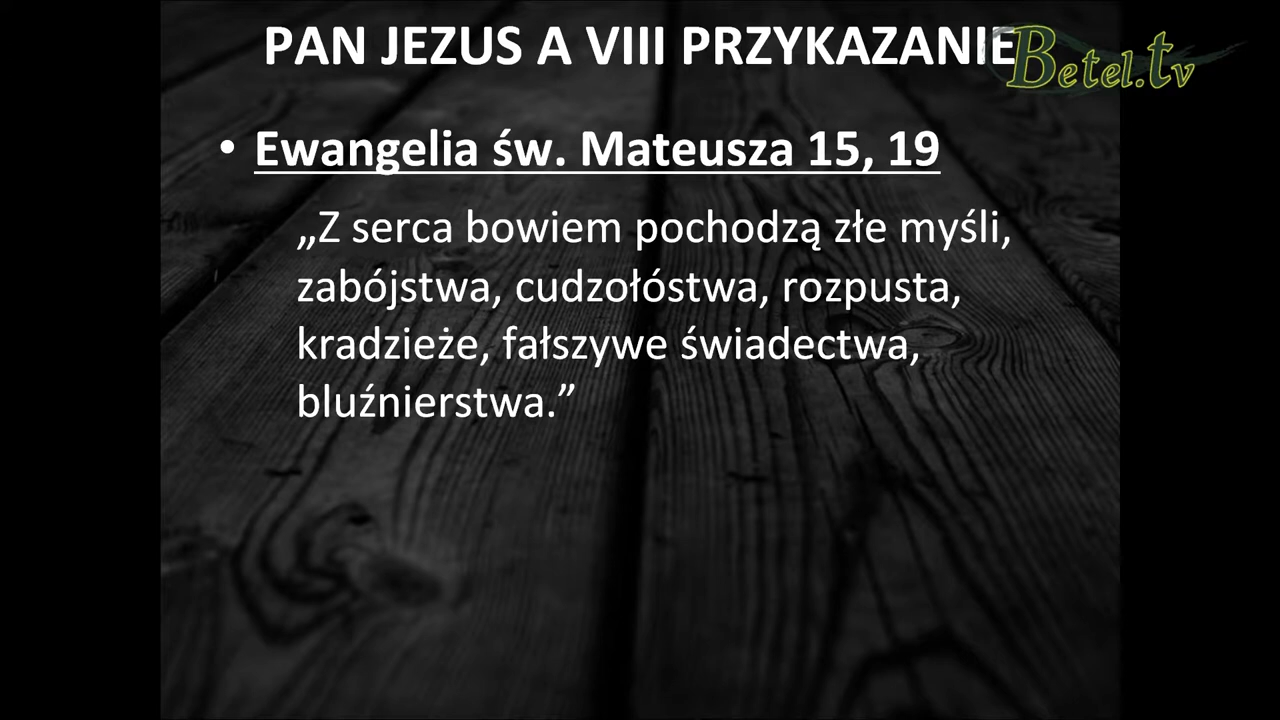 PAN JEZUS A VIII PRZYKAZANIE
Betel.tv
• Ewangelia św. Mateusza 15, 19
„Z serca bowiem pochodzą złe myśli,
zabójstwa, cudzołóstwa, rozpusta,
kradzieże, fałszywe świadectwa,
bluźnierstwa.”